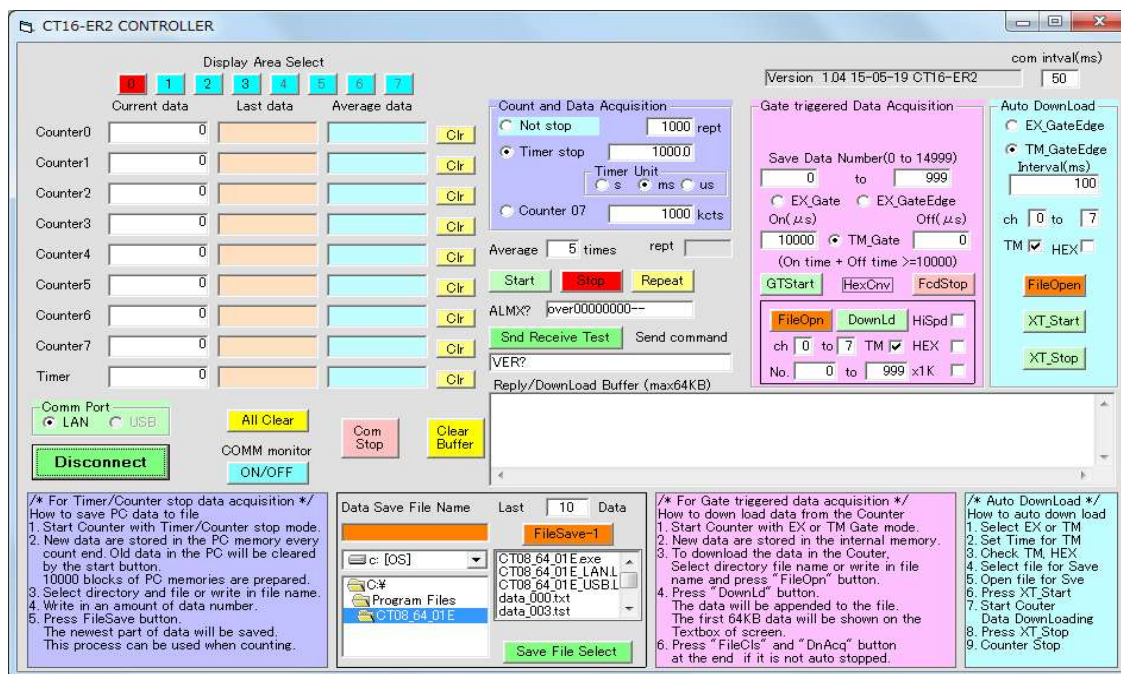 CT16-ER2 CONTROLLER
Display Area Select
0 1 2 3 4 5 6 7
Current data Last data Average data
Counter0 0 Clr
Counter1 0 Clr
Counter2 0 Clr
Counter3 0 Clr
Counter4 0 Clr
Counter5 0 Clr
Counter6 0 Clr
Counter7 0 Clr
Timer 0 Clr
Comm Port
LAN USB
Disconnect
All Clear
COMM monitor
ON/OFF
Com
Stop
Clear
Buffer
Count and Data Acquisition
Not stop 1000 rept
Timer stop 1000.0
Timer Unit
s ms us
Counter 07 1000 kcts
Average 5 times rept
Start Stop Repeat
ALMX? over00000000--
Snd Receive Test Send command
VER?
Reply/DownLoad Buffer (max64KB)
Version 1.04 15-05-19 CT16-ER2
com intval(ms)
50
Gate triggered Data Acquisition
Save Data Number(0 to 14999)
0 to 999
EX_Gate EX_GateEdge
On(μs) Off(μs)
10000 TM_Gate 0
(On time + Off time >=10000)
GTStart HexCnv FcdStop
FileOpn DownLd HiSpd
ch 0 to 7 TM HEX
No. 0 to 999 x1K
Auto DownLoad
EX_GateEdge
TM_GateEdge
Interval(ms)
100
ch 0 to 7
TM HEX
FileOpen
XT_Start
XT_Stop
/* For Timer/Counter stop data acquisition */
How to save PC data to file
1. Start Counter with Timer/Counter stop mode.
2. New data are stored in the PC memory every
count end. Old data in the PC will be cleared
by the start button.
10000 blocks of PC memories are prepared.
3. Select directory and file or write in file name.
4. Write in an amount of data number.
5. Press FileSave button.
The newest part of data will be saved.
This process can be used when counting.
Data Save File Name Last 10 Data
FileSave-1
c: [OS]
C:¥
Program Files
CT08_64_01E
CT08_64_01E.exe
CT08_64_01E_LAN.L
CT08_64_01E_USB.L
data_000.txt
data_003.tst
Save File Select
/* For Gate triggered data acquisition */
How to down load data from the Counter
1. Start Counter with EX or TM Gate mode.
2. New data are stored in the internal memory.
3. To download the data in the Couter,
Select directory file name or write in file
name and press "FileOpn" button.
4. Press "DownLd" button.
The data will be appended to the file.
The first 64KB data will be shown on the
Textbox of screen.
6. Press "FileCls" and "DnAcq" button
at the end if it is not auto stopped.
/* Auto DownLoad */
How to auto down load
1. Select EX or TM
2. Set Time for TM
3. Check TM, HEX
4. Select file for Save
5. Open file for Sve
6. Press XT_Start
7. Start Couter
Data DownLoading
8. Press XT_Stop
9. Counter Stop